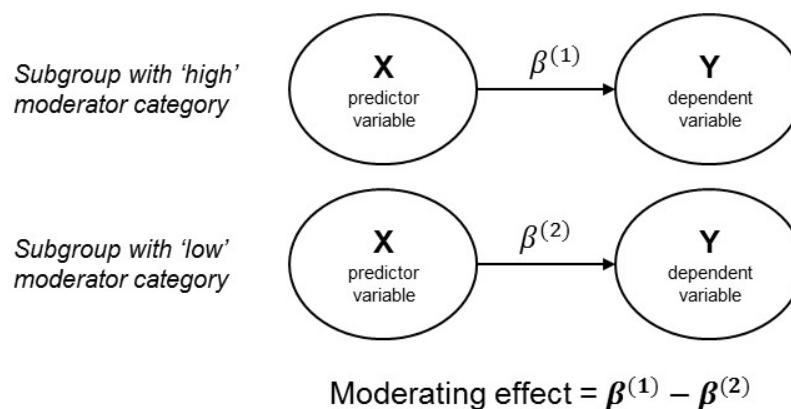 Subgroup with ‘high’
moderator category
X
predictor
variable
β(1)
Y
dependent
variable
Subgroup with ‘low’
moderator category
X
predictor
variable
β(2)
Y
dependent
variable
Moderating effect = β(1) − β(2)